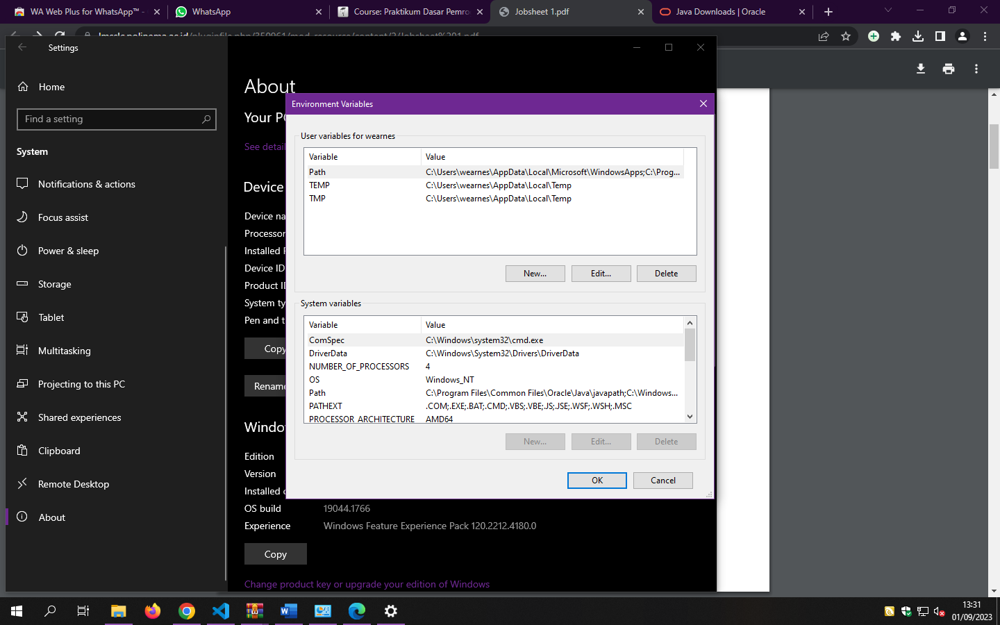 WA Web Plus for WhatsApp™ -
WhatsApp
Course: Praktikum Dasar Pemro
Jobsheet 1.pdf
Java Downloads | Oracle
Settings
Home
Find a setting
System
Notifications & actions
Focus assist
Power & sleep
Storage
Tablet
Multitasking
Projecting to this PC
Shared experiences
Clipboard
Remote Desktop
About
About
Your PC
See detail
Device
Device na
Processor
Installed
Device ID
Product ID
System ty
Pen and t
Copy
Rename
Windo
Edition
Version
Installed
OS build 19044.1766
Experience Windows Feature Experience Pack 120.2212.4180.0
Copy
Change product key or upgrade your edition of Windows
Environment Variables
User variables for wearnes
Variable Value
Path C:\Users\wearnes\AppData\Local\Microsoft\WindowsApps;C:\Prog...
TEMP C:\Users\wearnes\AppData\Local\Temp
TMP C:\Users\wearnes\AppData\Local\Temp
New... Edit... Delete
System variables
Variable Value
ComSpec C:\Windows\system32\cmd.exe
DriverData C:\Windows\System32\Drivers\DriverData
NUMBER_OF_PROCESSORS 4
OS Windows_NT
Path C:\Program Files\Common Files\Oracle\Java\javapath;C:\Windows...
PATHEXT .COM;.EXE;.BAT;.CMD;.VBS;.VBE;.JS;.JSE;.WSF;.WSH;.MSC
PROCESSOR_ARCHITECTURE AMD64
New... Edit... Delete
OK Cancel
13:31
01/09/2023